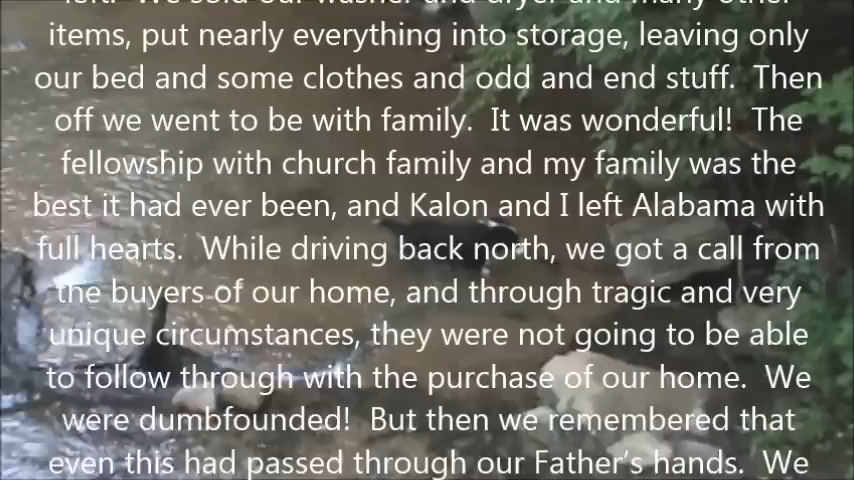 left.  We sold our washer and dryer and many other
items, put nearly everything into storage, leaving only
our bed and some clothes and odd and end stuff.  Then
off we went to be with family.  It was wonderful!  The
fellowship with church family and my family was the
best it had ever been, and Kalon and I left Alabama with
full hearts.  While driving back north, we got a call from
the buyers of our home, and through tragic and very
unique circumstances, they were not going to be able
to follow through with the purchase of our home.  We
were dumbfounded!  But then we remembered that
even this had passed through our Father’s hands.  We